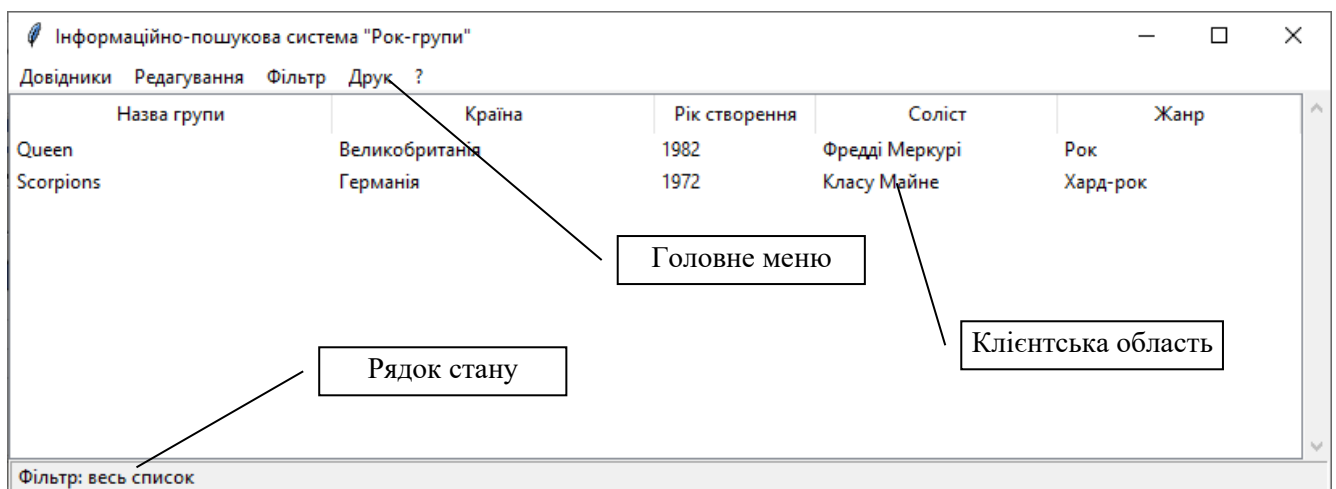 Інформаційно-пошукова система "Рок-групи"
Довідники Редагування Фільтр Друк ?
Назва групи Країна Рік створення Соліст Жанр
Queen Великобританія 1982 Фредді Меркурі Рок
Scorpions Германія 1972 Класу Майне Хард-рок
Головне меню
Клієнтська область
Рядок стану
Фільтр: весь список